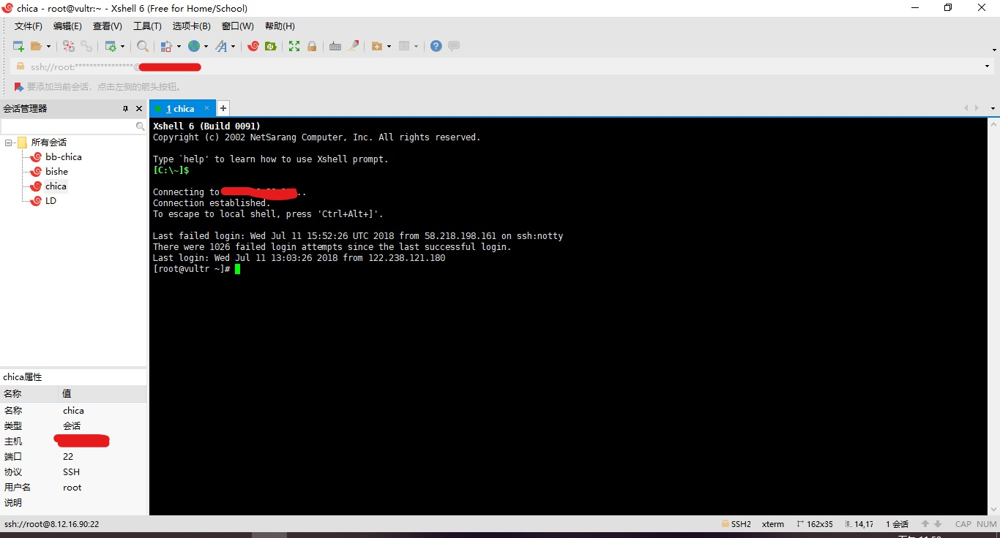 chica - root@vultr:~ - Xshell 6 (Free for Home/School)
文件(F) 编辑(E) 查看(V) 工具(T) 选项卡(B) 窗口(W) 帮助(H)
ssh://root:****************@
要添加当前会话，点击左侧的箭头按钮。
会话管理器
1 chica
所有会话
bb-chica
bishe
chica
LD
Xshell 6 (Build 0091)
Copyright (c) 2002 NetSarang Computer, Inc. All rights reserved.
Type `help' to learn how to use Xshell prompt.
[C:\~]$
Connecting to ..
Connection established.
To escape to local shell, press 'Ctrl+Alt+]'.
Last failed login: Wed Jul 11 15:52:26 UTC 2018 from 58.218.198.161 on ssh:notty
There were 1026 failed login attempts since the last successful login.
Last login: Wed Jul 11 13:03:26 2018 from 122.238.121.180
[root@vultr ~]#
chica属性
名称 值
名称 chica
类型 会话
主机
端口 22
协议 SSH
用户名 root
说明
ssh://root@8.12.16.90:22 SSH2 xterm 162x35 14,17 1 会话 CAP NUM